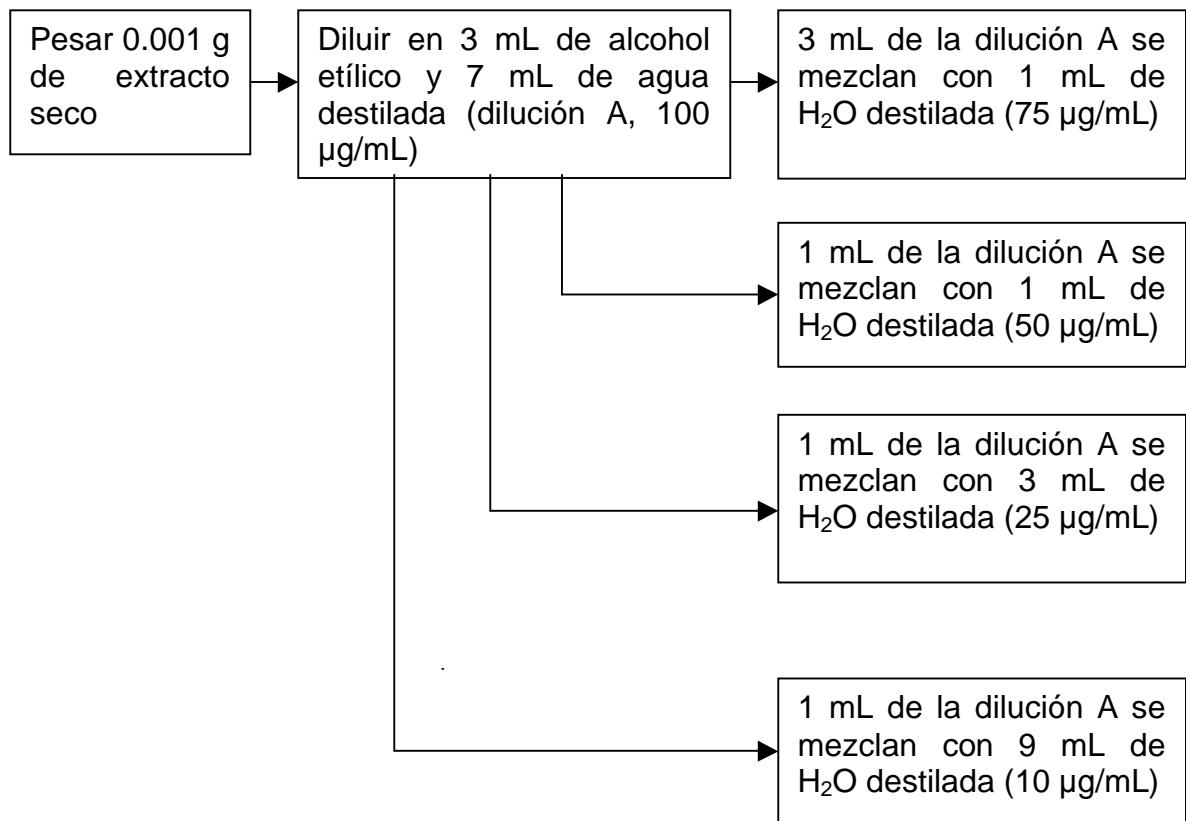 Pesar 0.001 g
de extracto
seco
Diluir en 3 mL de alcohol
etílico y 7 mL de agua
destilada (dilución A, 100
µg/mL)
3 mL de la dilución A se
mezclan con 1 mL de
H₂O destilada (75 µg/mL)
1 mL de la dilución A se
mezclan con 1 mL de
H₂O destilada (50 µg/mL)
1 mL de la dilución A se
mezclan con 3 mL de
H₂O destilada (25 µg/mL)
1 mL de la dilución A se
mezclan con 9 mL de
H₂O destilada (10 µg/mL)